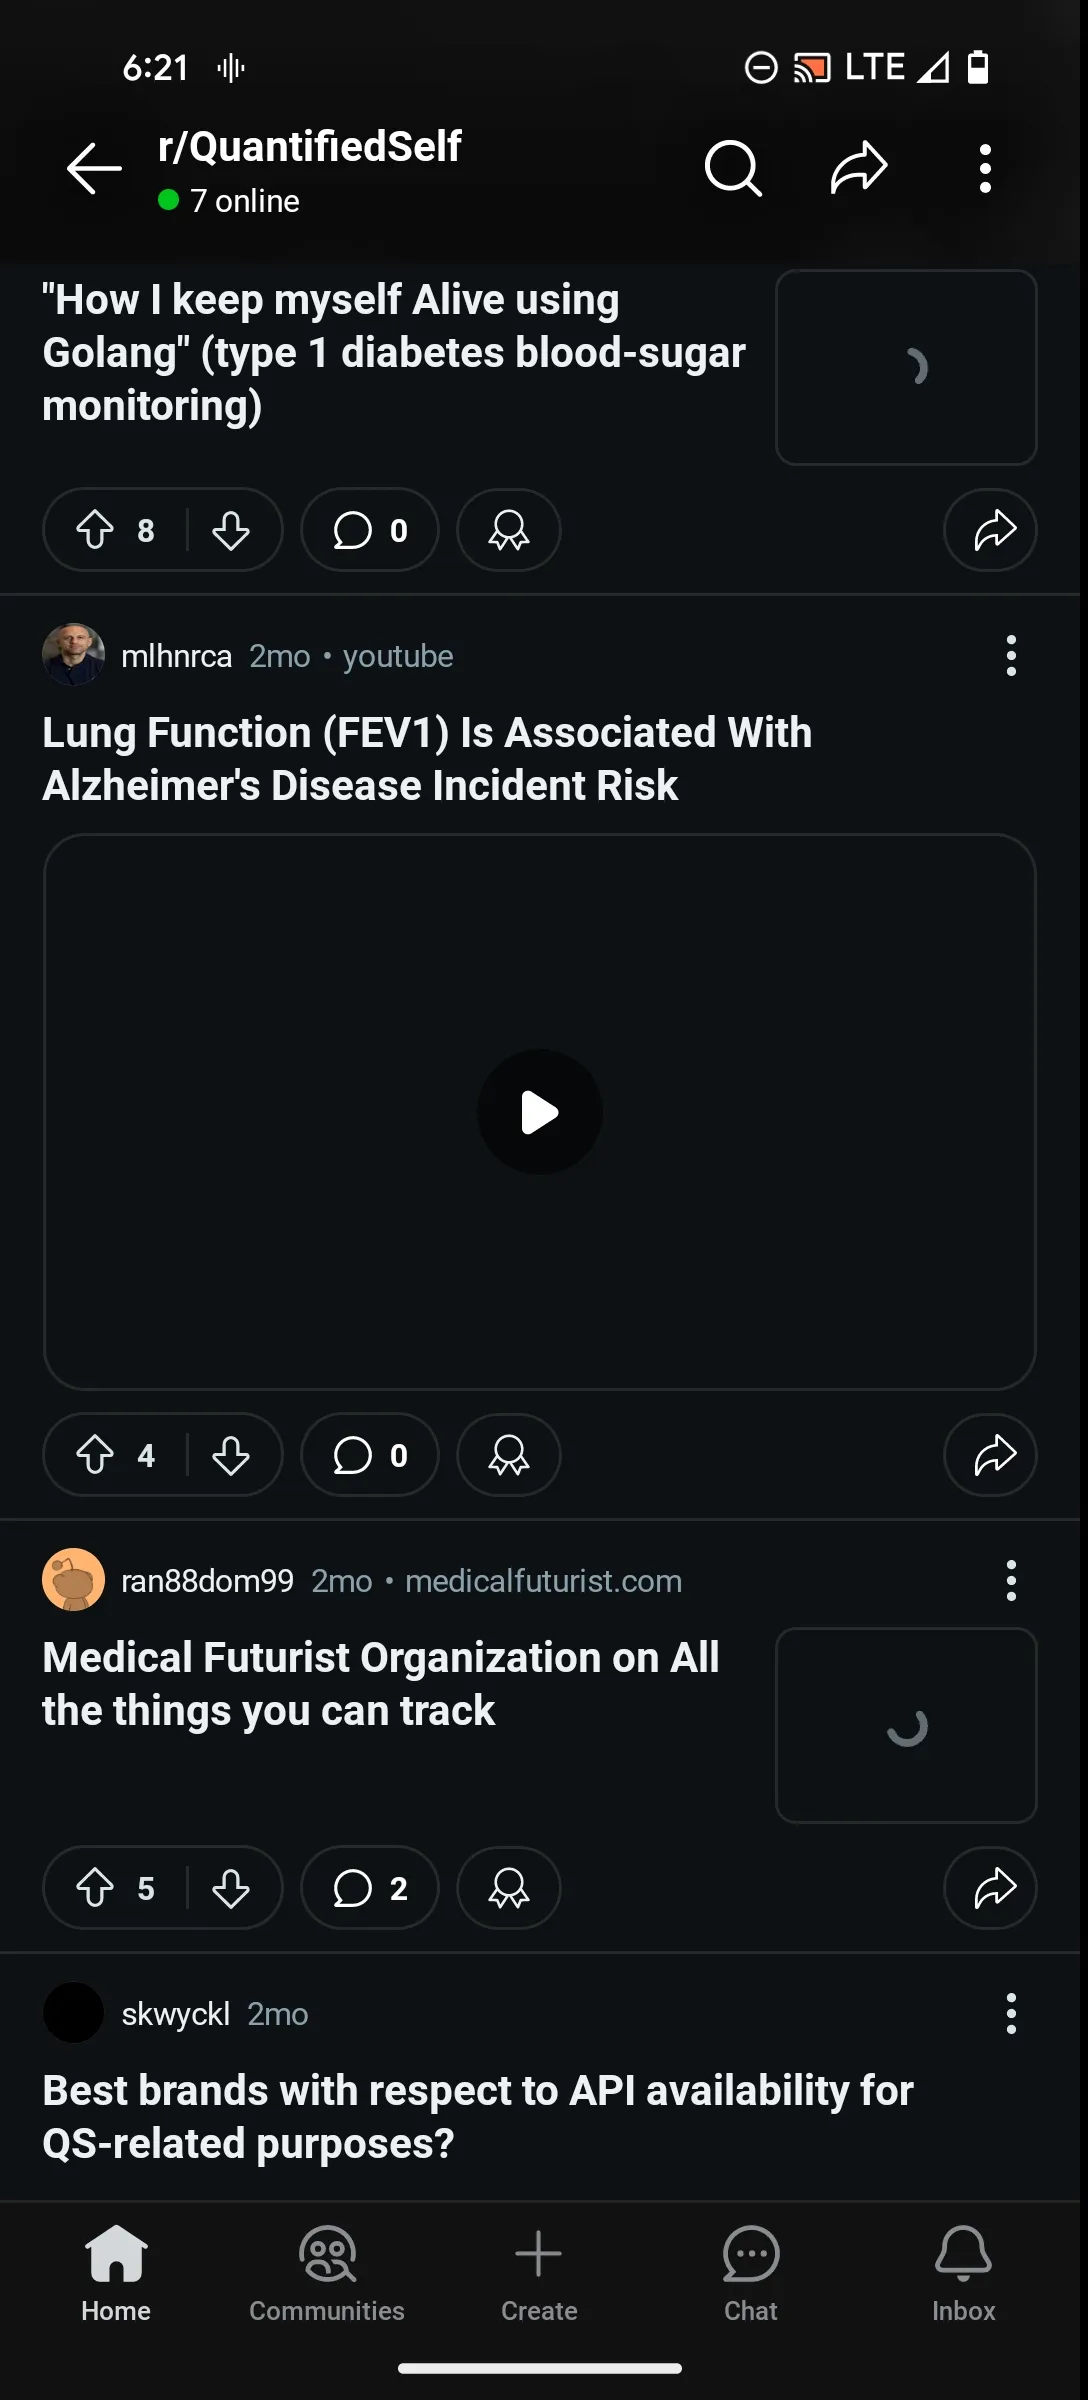 6:21
LTE
r/QuantifiedSelf
7 online
"How I keep myself Alive using
Golang" (type 1 diabetes blood-sugar
monitoring)
8
0
mlhnrca 2mo • youtube
Lung Function (FEV1) Is Associated With
Alzheimer's Disease Incident Risk
4
0
ran88dom99 2mo • medicalfuturist.com
Medical Futurist Organization on All
the things you can track
5
2
skwyckl 2mo
Best brands with respect to API availability for
QS-related purposes?
Home
Communities
Create
Chat
Inbox